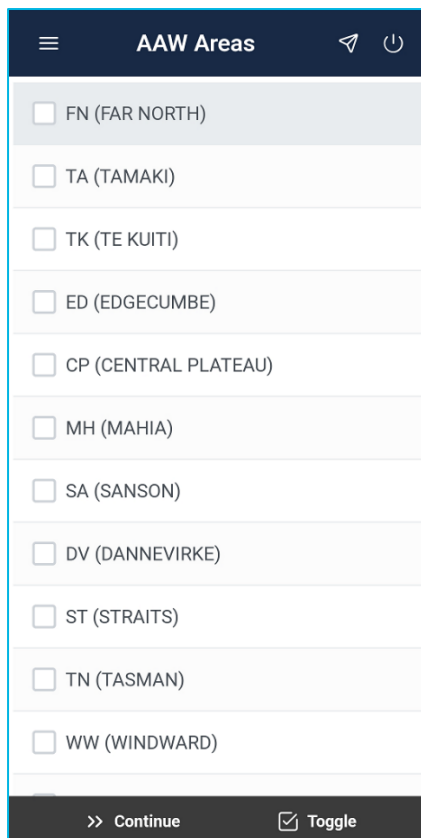 AAW Areas
FN (FAR NORTH)
TA (TAMAKI)
TK (TE KUITI)
ED (EDGECUMBE)
CP (CENTRAL PLATEAU)
MH (MAHIA)
SA (SANSON)
DV (DANNEVIRKE)
ST (STRAITS)
TN (TASMAN)
WW (WINDWARD)
Continue Toggle